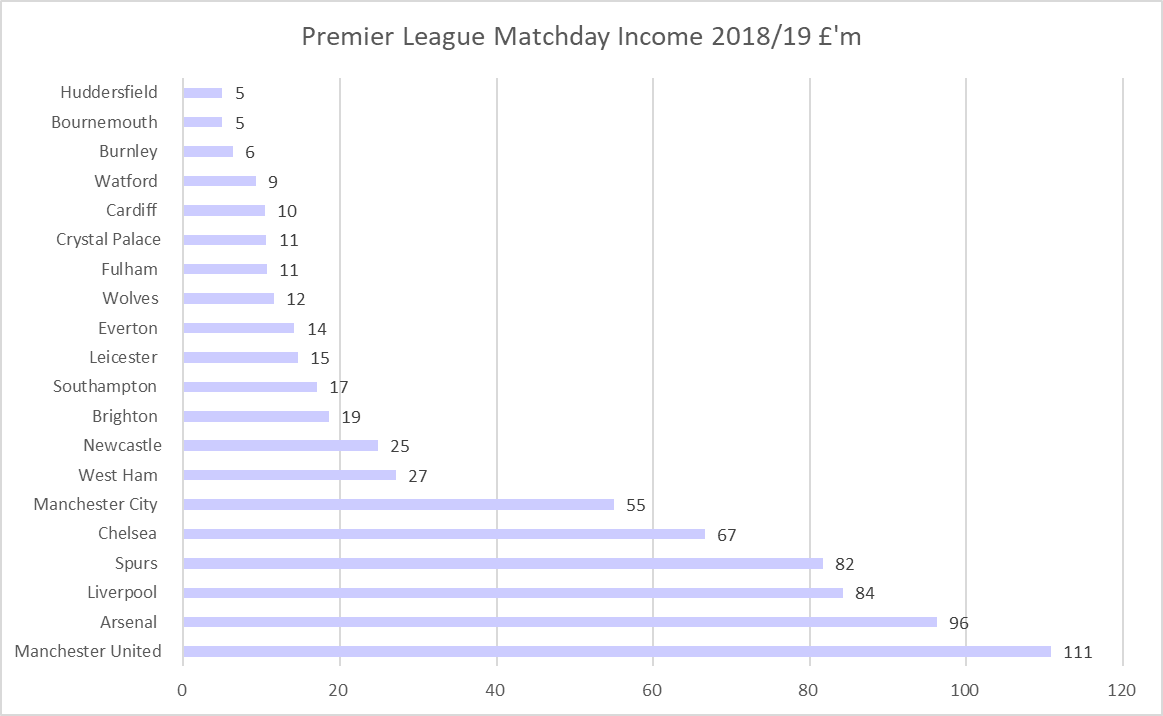 Premier League Matchday Income 2018/19 £'m
Huddersfield 5
Bournemouth 5
Burnley 6
Watford 9
Cardiff 10
Crystal Palace 11
Fulham 11
Wolves 12
Everton 14
Leicester 15
Southampton 17
Brighton 19
Newcastle 25
West Ham 27
Manchester City 55
Chelsea 67
Spurs 82
Liverpool 84
Arsenal 96
Manchester United 111
0 20 40 60 80 100 120